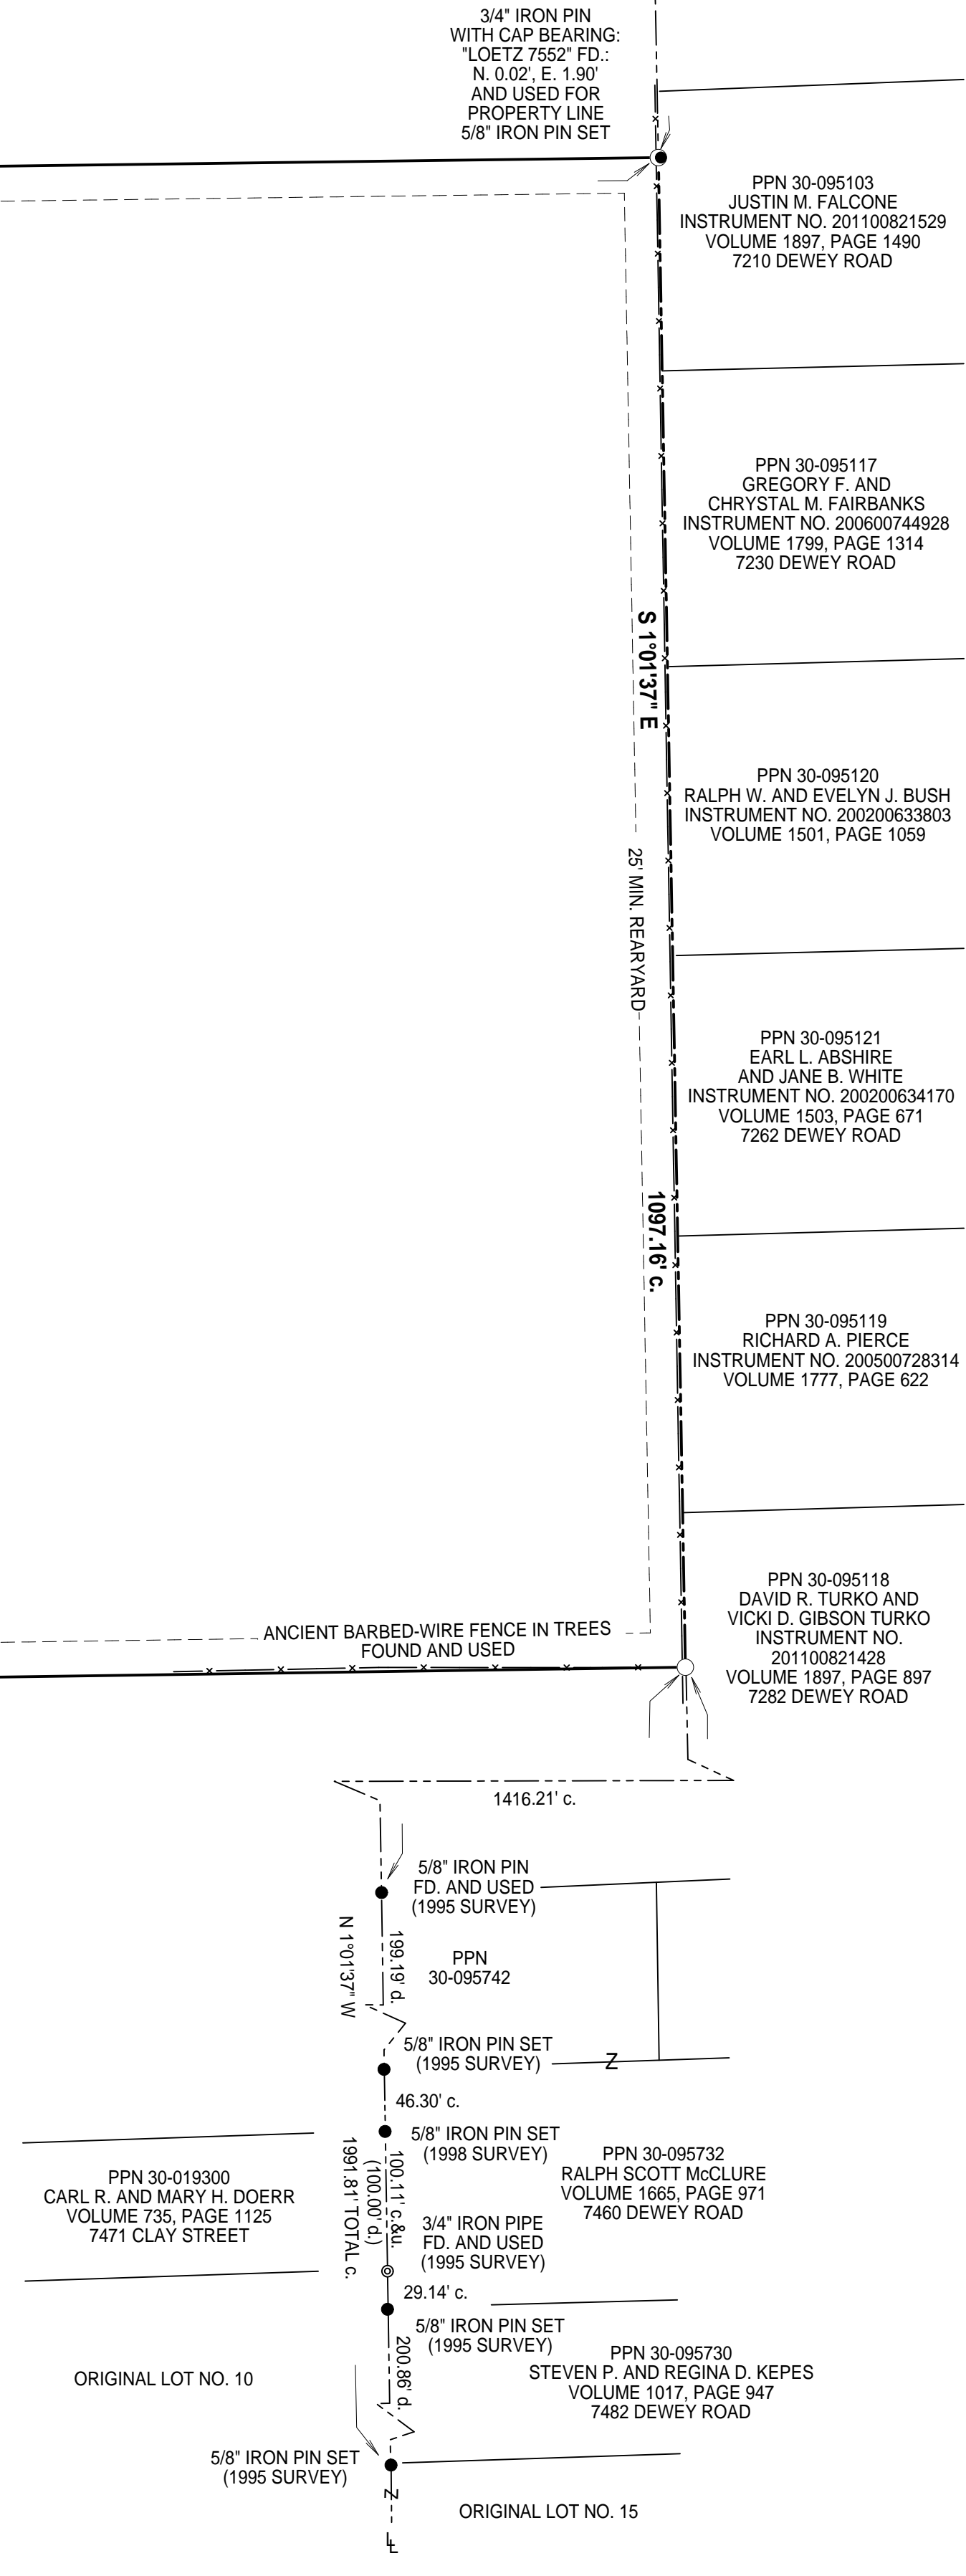 3/4" IRON PIN
WITH CAP BEARING:
"LOETZ 7552" FD.:
N. 0.02', E. 1.90'
AND USED FOR
PROPERTY LINE
5/8" IRON PIN SET
PPN 30-095103
JUSTIN M. FALCONE
INSTRUMENT NO. 201100821529
VOLUME 1897, PAGE 1490
7210 DEWEY ROAD
PPN 30-095117
GREGORY F. AND
CHRYSTAL M. FAIRBANKS
INSTRUMENT NO. 200600744928
VOLUME 1799, PAGE 1314
7230 DEWEY ROAD
S 1°01'37" E
PPN 30-095120
RALPH W. AND EVELYN J. BUSH
INSTRUMENT NO. 200200633803
VOLUME 1501, PAGE 1059
25' MIN. REARYARD
PPN 30-095121
EARL L. ABSHIRE
AND JANE B. WHITE
INSTRUMENT NO. 200200634170
VOLUME 1503, PAGE 671
7262 DEWEY ROAD
1097.16' c.
PPN 30-095119
RICHARD A. PIERCE
INSTRUMENT NO. 200500728314
VOLUME 1777, PAGE 622
PPN 30-095118
DAVID R. TURKO AND
VICKI D. GIBSON TURKO
INSTRUMENT NO.
201100821428
VOLUME 1897, PAGE 897
7282 DEWEY ROAD
ANCIENT BARBED-WIRE FENCE IN TREES
FOUND AND USED
1416.21' c.
5/8" IRON PIN
FD. AND USED
(1995 SURVEY)
N 1°01'37" W
199.19' d.
PPN
30-095742
5/8" IRON PIN SET
(1995 SURVEY)
Z
46.30' c.
5/8" IRON PIN SET
(1998 SURVEY)
PPN 30-019300
CARL R. AND MARY H. DOERR
VOLUME 735, PAGE 1125
7471 CLAY STREET
1991.81' TOTAL c.
(100.00' d.)
100.11' c.&u.
PPN 30-095732
RALPH SCOTT McCLURE
VOLUME 1665, PAGE 971
7460 DEWEY ROAD
3/4" IRON PIPE
FD. AND USED
(1995 SURVEY)
29.14' c.
5/8" IRON PIN SET
(1995 SURVEY)
200.86' d.
PPN 30-095730
STEVEN P. AND REGINA D. KEPES
VOLUME 1017, PAGE 947
7482 DEWEY ROAD
ORIGINAL LOT NO. 10
5/8" IRON PIN SET
(1995 SURVEY)
Z
ORIGINAL LOT NO. 15